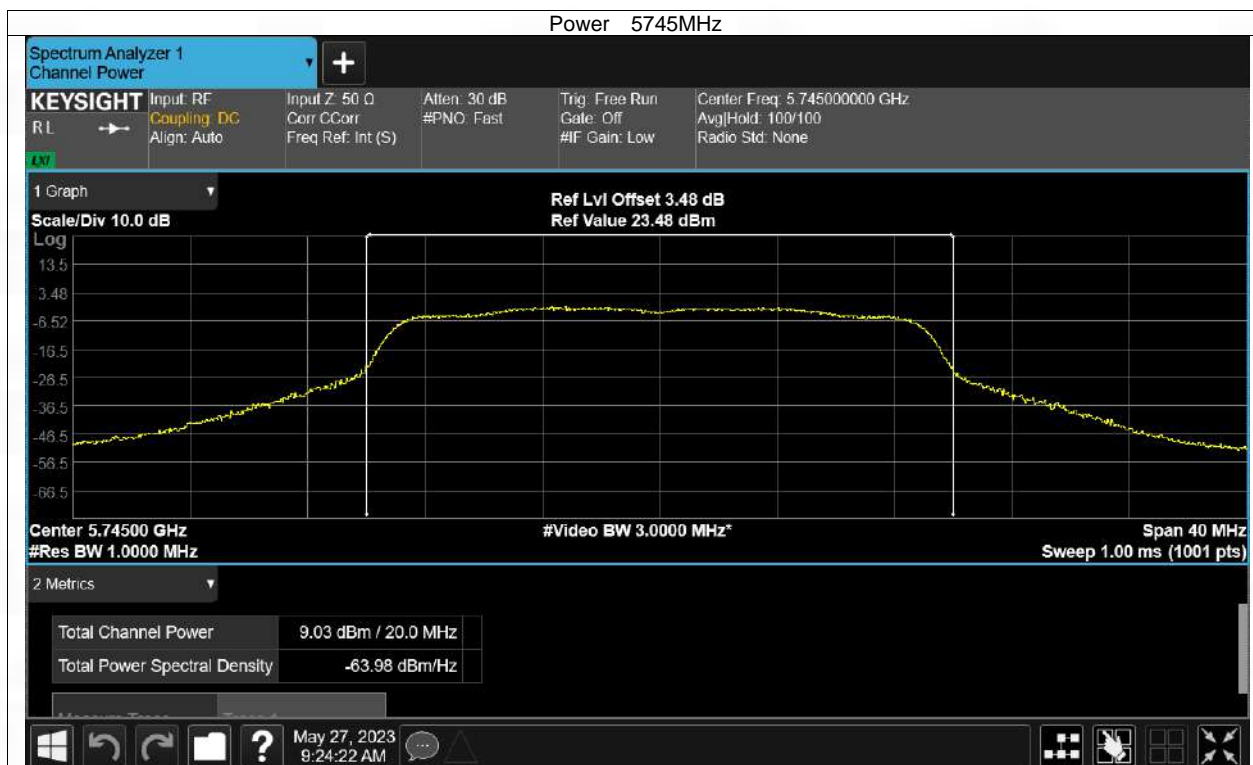 Power 5745MHz
Spectrum Analyzer 1
Channel Power
+
KEYSIGHT Input: RF Input Z: 50 Ω Atten: 30 dB Trig: Free Run Center Freq: 5.745000000 GHz
RL Coupling: DC Corr CCorr #PNO: Fast Gate: Off Avg|Hold: 100/100
Align: Auto Freq Ref: Int (S) #IF Gain: Low Radio Std: None
LXI
1 Graph
Ref Lvl Offset 3.48 dB
Scale/Div 10.0 dB Ref Value 23.48 dBm
Log
13.5
3.48
-6.52
-16.5
-26.5
-36.5
-46.5
-56.5
-66.5
Center 5.74500 GHz #Video BW 3.0000 MHz* Span 40 MHz
#Res BW 1.0000 MHz Sweep 1.00 ms (1001 pts)
2 Metrics
Total Channel Power 9.03 dBm / 20.0 MHz
Total Power Spectral Density -63.98 dBm/Hz
?
May 27, 2023
9:24:22 AM